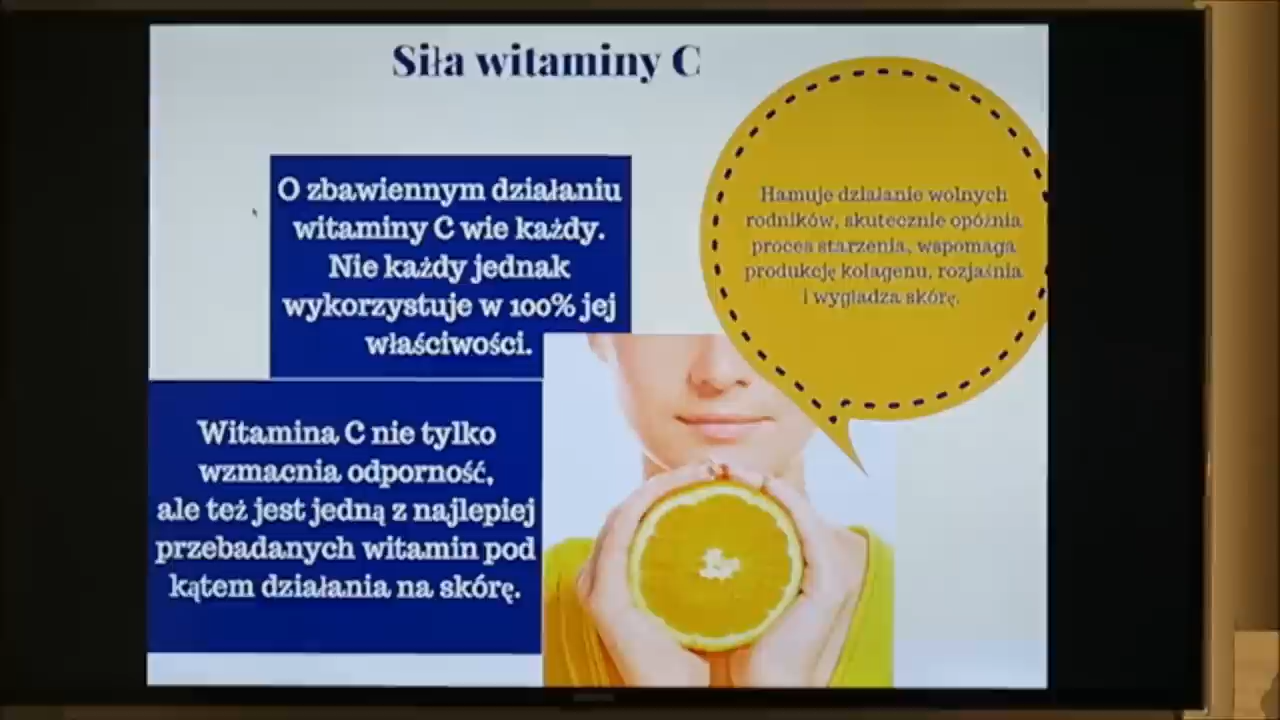 Siła witaminy C
O zbawiennym działaniu
witaminy C wie każdy.
Nie każdy jednak
wykorzystuje w 100% jej
właściwości.
Hamuje działanie wolnych
rodników, skutecznie opóźnia
proces starzenia, wspomaga
produkcję kolagenu, rozjaśnia
i wygładza skórę.
Witamina C nie tylko
wzmacnia odporność,
ale też jest jedną z najlepiej
przebadanych witamin pod
kątem działania na skórę.